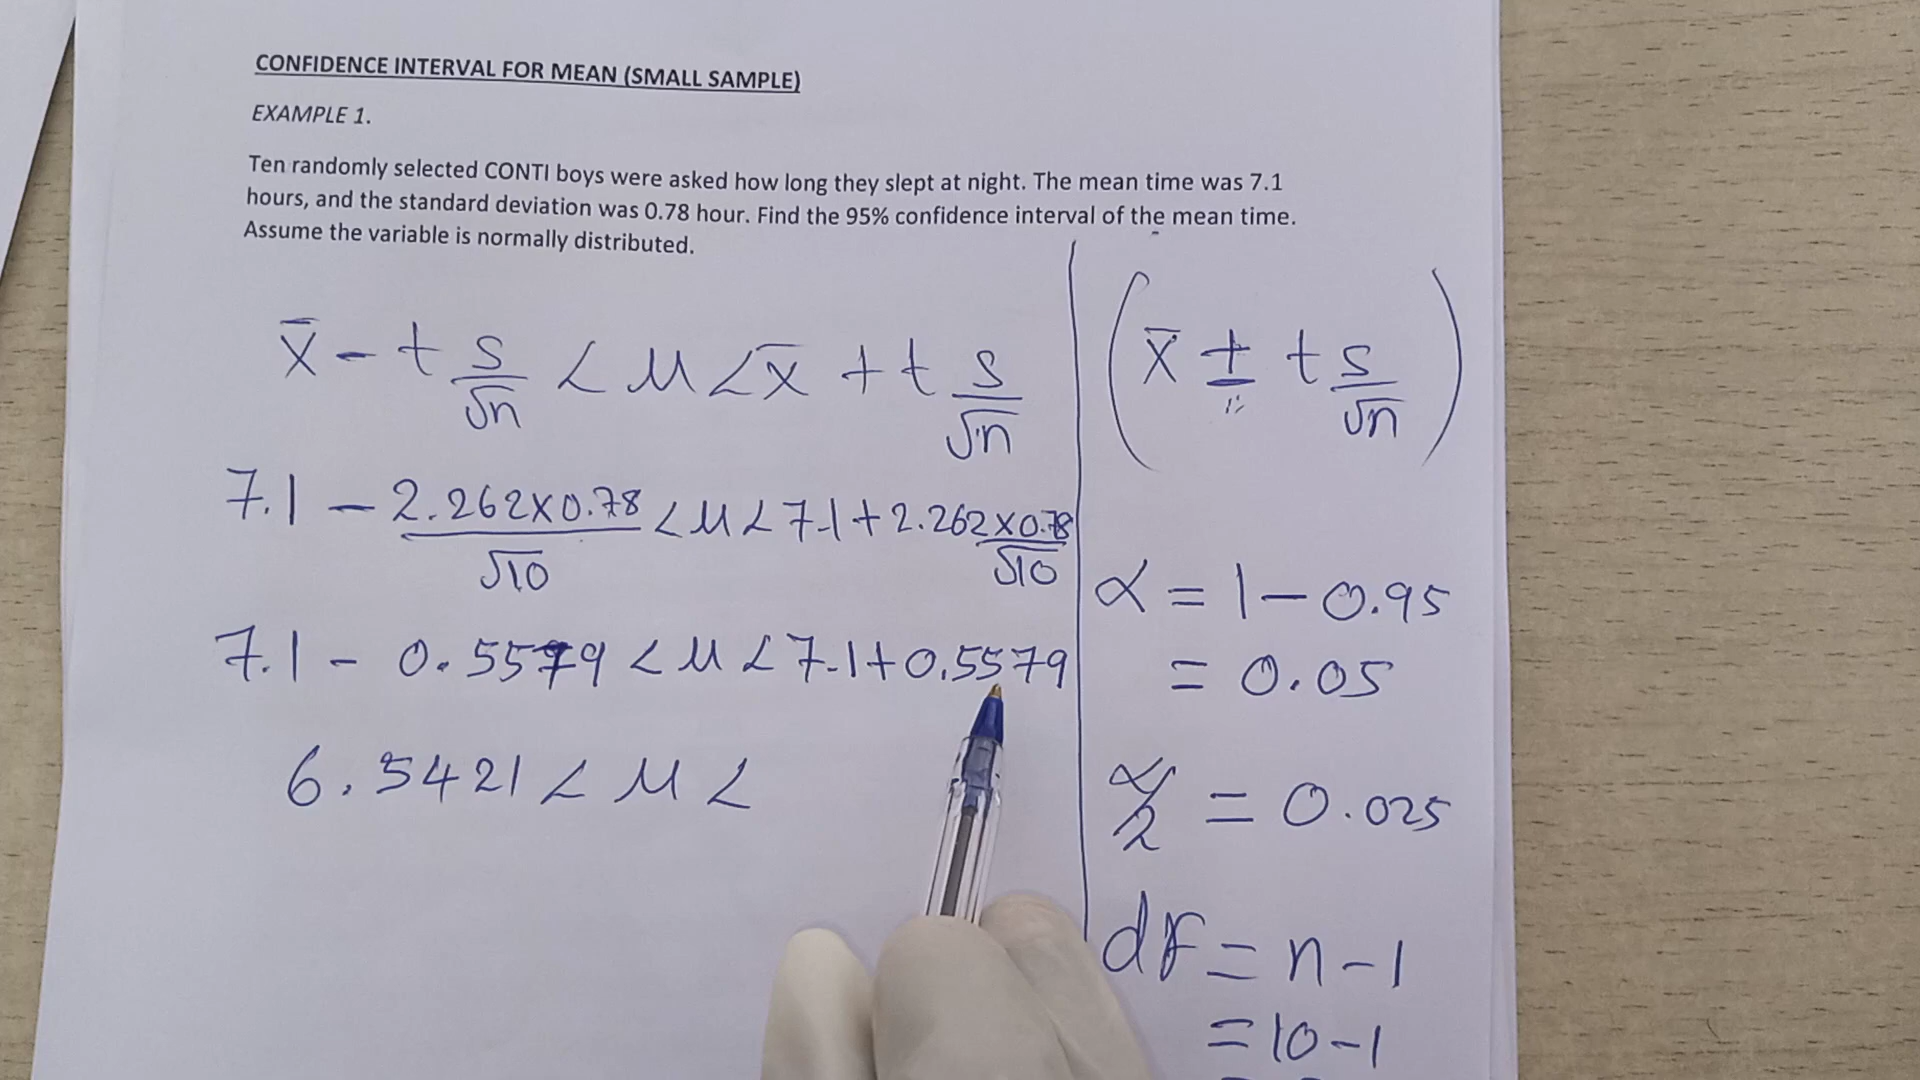 CONFIDENCE INTERVAL FOR MEAN (SMALL SAMPLE)
EXAMPLE 1.
Ten randomly selected CONTI boys were asked how long they slept at night. The mean time was 7.1
hours, and the standard deviation was 0.78 hour. Find the 95% confidence interval of the mean time.
Assume the variable is normally distributed.
x̄ - t s/√n < μ < x̄ + t s/√n
7.1 - 2.262×0.78/√10 < μ < 7.1 + 2.262×0.78/√10
7.1 - 0.5579 < μ < 7.1 + 0.5579
6.5421 < μ <
(x̄ ± t s/√n)
α = 1 - 0.95
= 0.05
α/2 = 0.025
df = n - 1
= 10 - 1